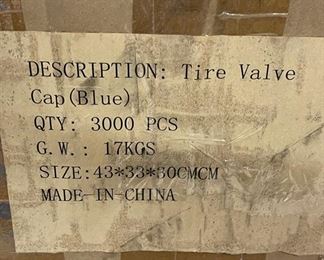 DESCRIPTION: Tire Valve
Cap(Blue)
QTY: 3000 PCS
G.W.: 17KGS
SIZE:43*33*30CMCM
MADE-IN-CHINA